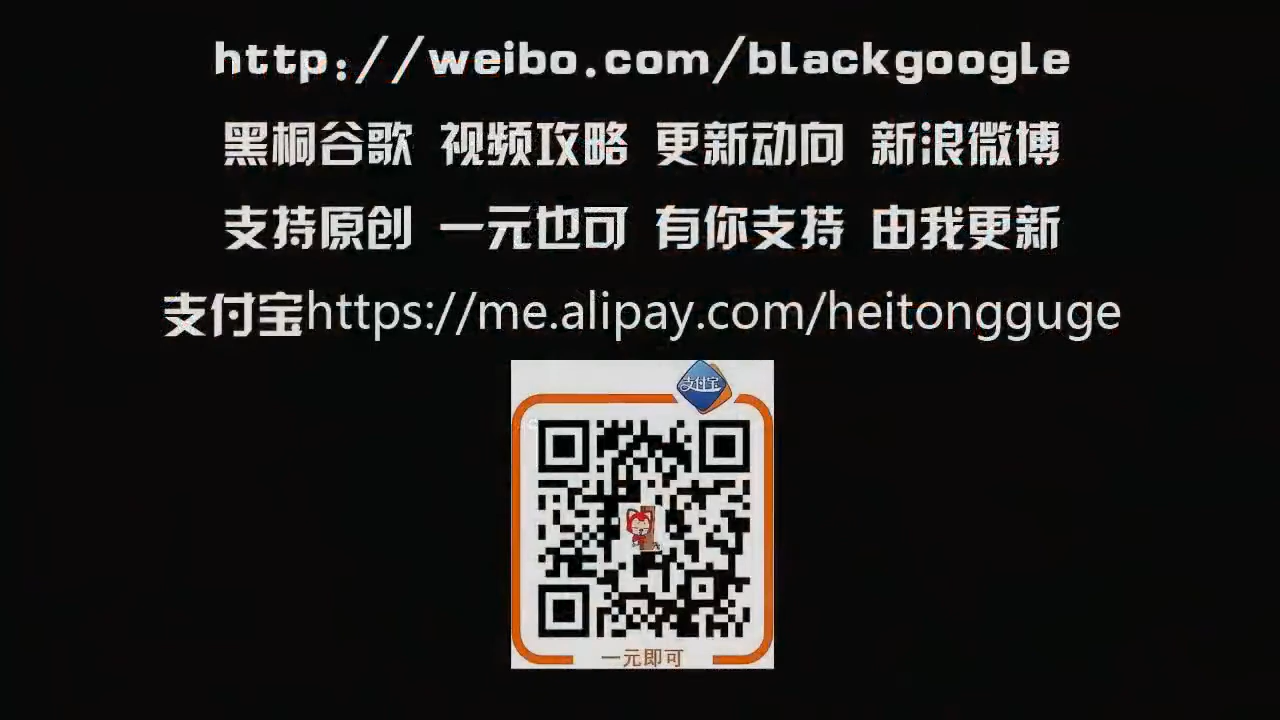 http://weibo.com/blackgoogle
黑桐谷歌 视频攻略 更新动向 新浪微博
支持原创 一元也可 有你支持 由我更新
支付宝https://me.alipay.com/heitongguge
支付宝
一元即可